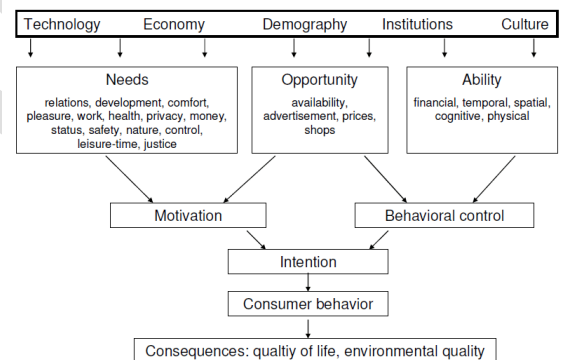 Technology Economy Demography Institutions Culture
Needs
relations, development, comfort,
pleasure, work, health, privacy, money,
status, safety, nature, control,
leisure-time, justice
Opportunity
availability,
advertisement, prices,
shops
Ability
financial, temporal, spatial,
cognitive, physical
Motivation
Behavioral control
Intention
Consumer behavior
Consequences: qualtiy of life, environmental quality